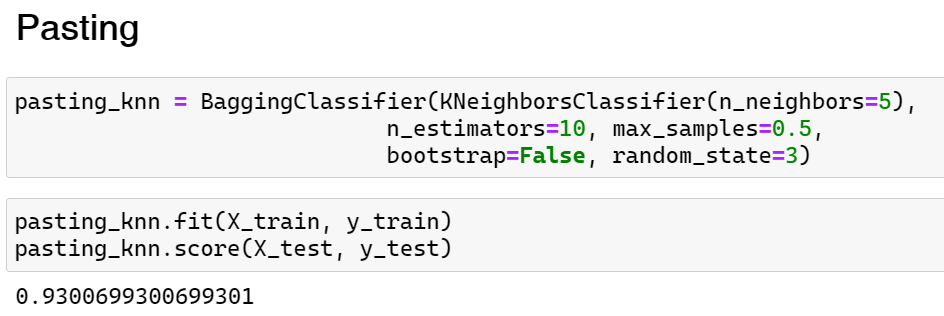 Pasting
pasting_knn = BaggingClassifier(KNeighborsClassifier(n_neighbors=5),
                            n_estimators=10, max_samples=0.5,
                            bootstrap=False, random_state=3)
pasting_knn.fit(X_train, y_train)
pasting_knn.score(X_test, y_test)
0.9300699300699301